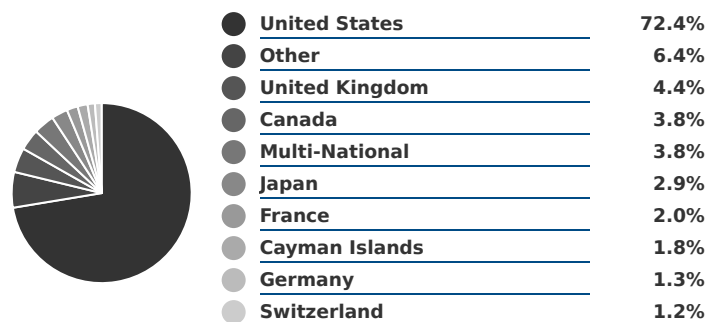 United States 72.4%
Other 6.4%
United Kingdom 4.4%
Canada 3.8%
Multi-National 3.8%
Japan 2.9%
France 2.0%
Cayman Islands 1.8%
Germany 1.3%
Switzerland 1.2%